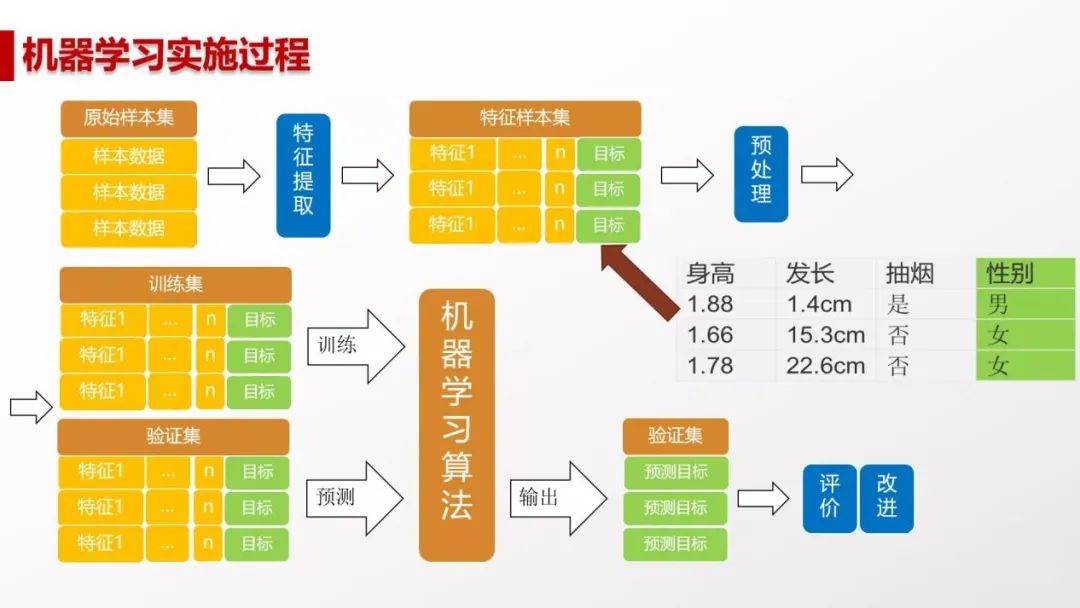 机器学习实施过程
原始样本集
样本数据
样本数据
样本数据
特征提取
特征样本集
特征1 ... n 目标
特征1 ... n 目标
特征1 ... n 目标
预处理
身高 发长 抽烟 性别
1.88 1.4cm 是 男
1.66 15.3cm 否 女
1.78 22.6cm 否 女
训练集
特征1 ... n 目标
特征1 ... n 目标
特征1 ... n 目标
训练
验证集
特征1 ... n 目标
特征1 ... n 目标
特征1 ... n 目标
预测
机器学习算法
输出
验证集
预测目标
预测目标
预测目标
评价
改进